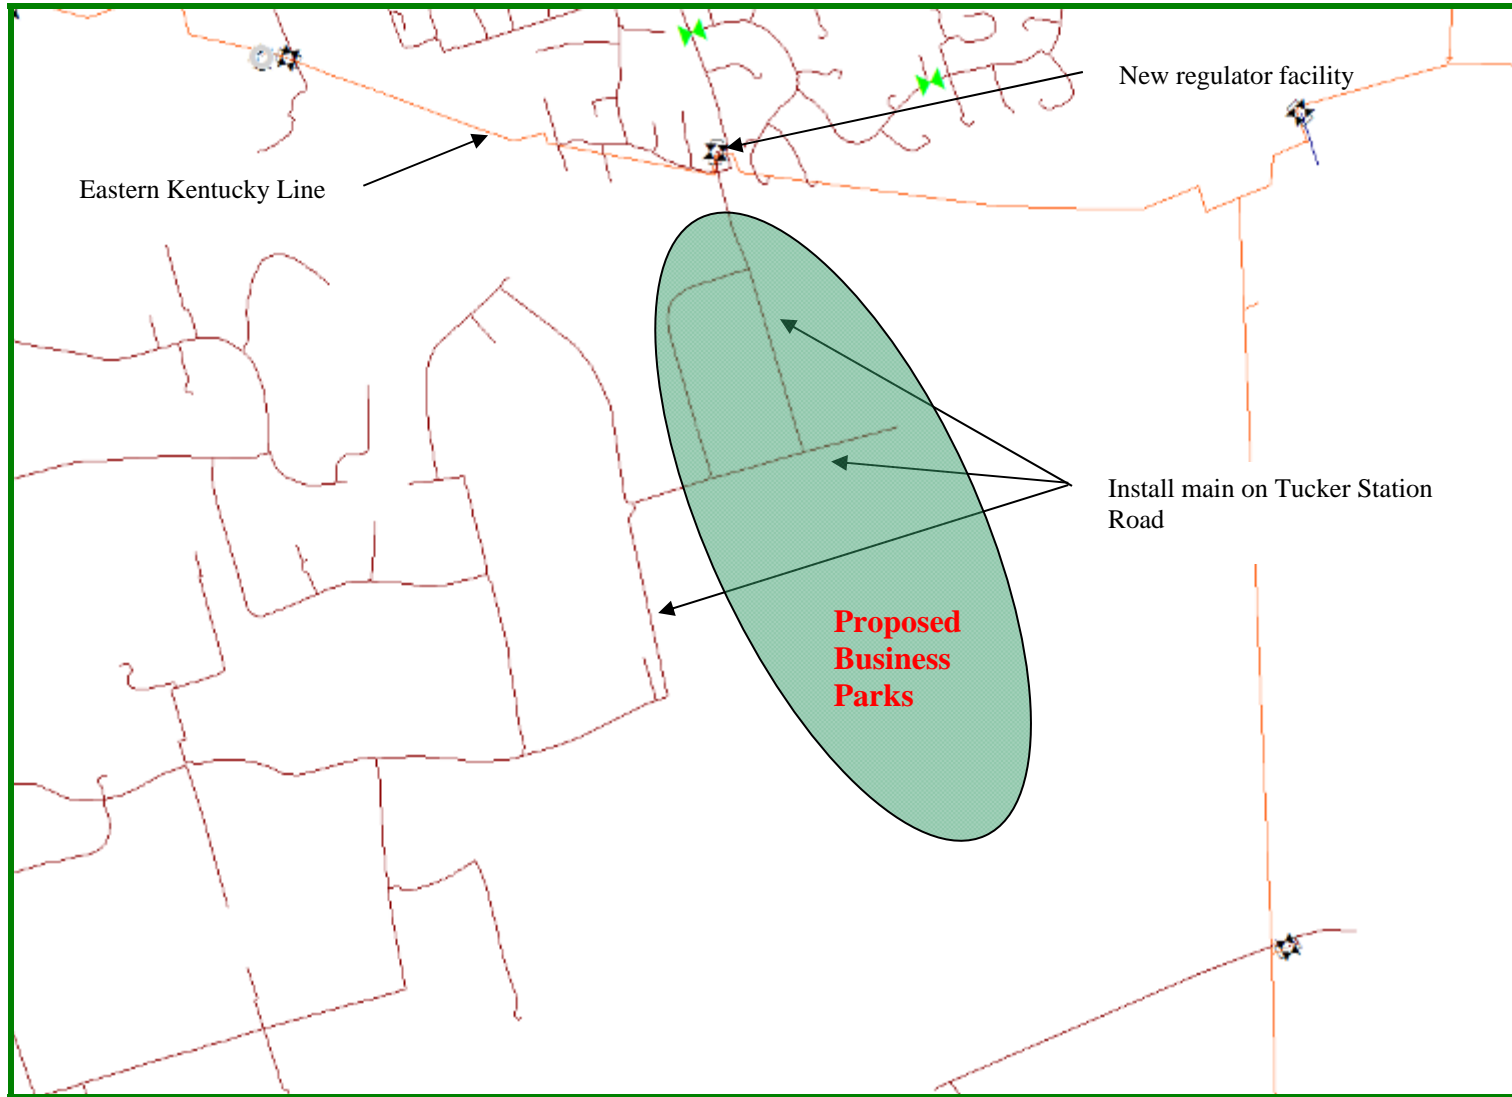 New regulator facility
Eastern Kentucky Line
Install main on Tucker Station
Road
Proposed
Business
Parks